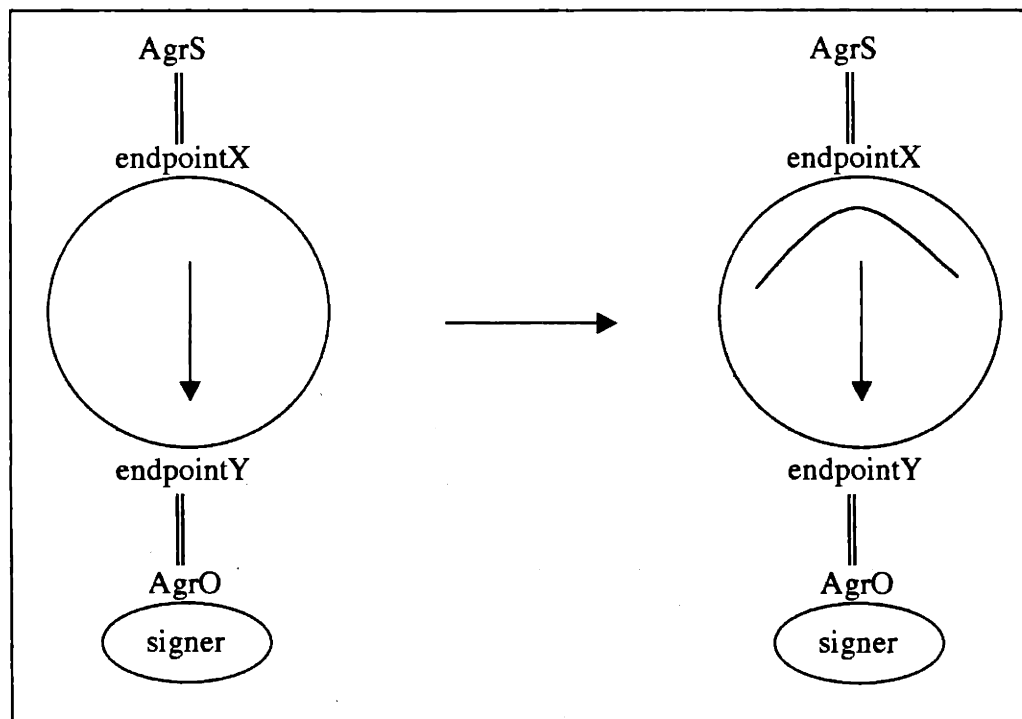 AgrS
endpointX
endpointY
AgrO
signer
AgrS
endpointX
endpointY
AgrO
signer